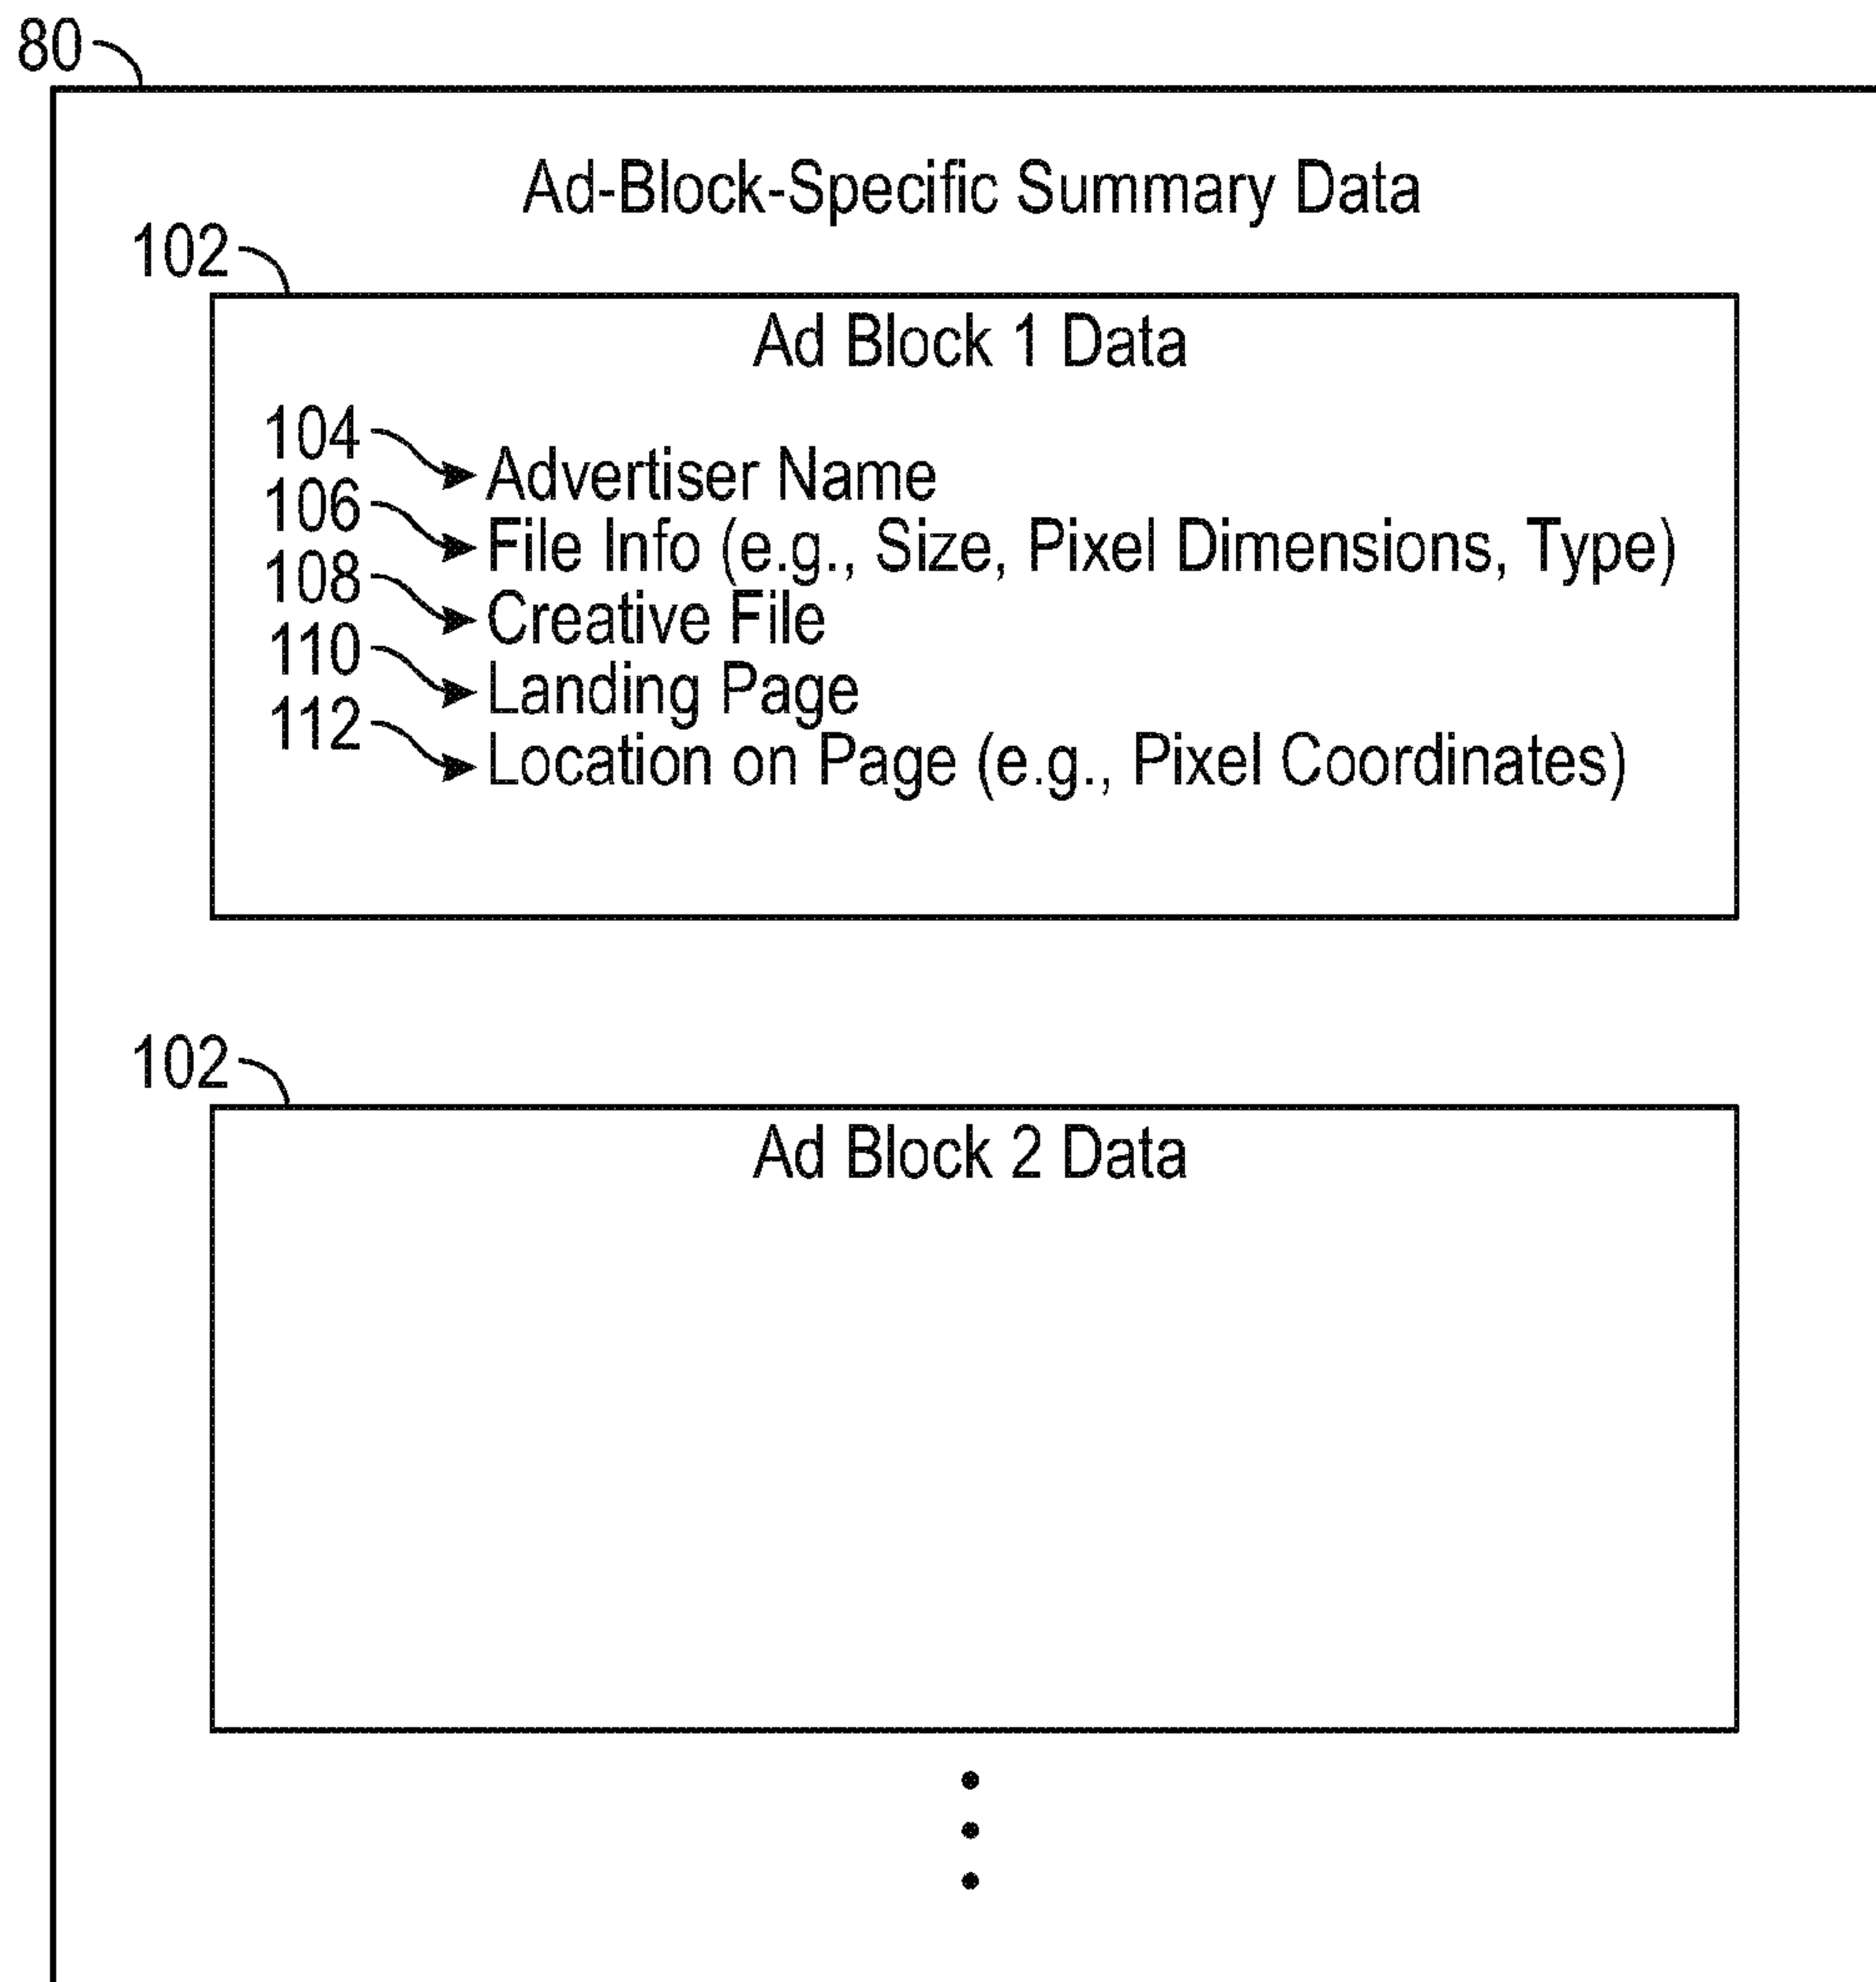 80
Ad-Block-Specific Summary Data
102
Ad Block 1 Data
104
Advertiser Name
106
File Info (e.g., Size, Pixel Dimensions, Type)
108
Creative File
110
Landing Page
112
Location on Page (e.g., Pixel Coordinates)
102
Ad Block 2 Data